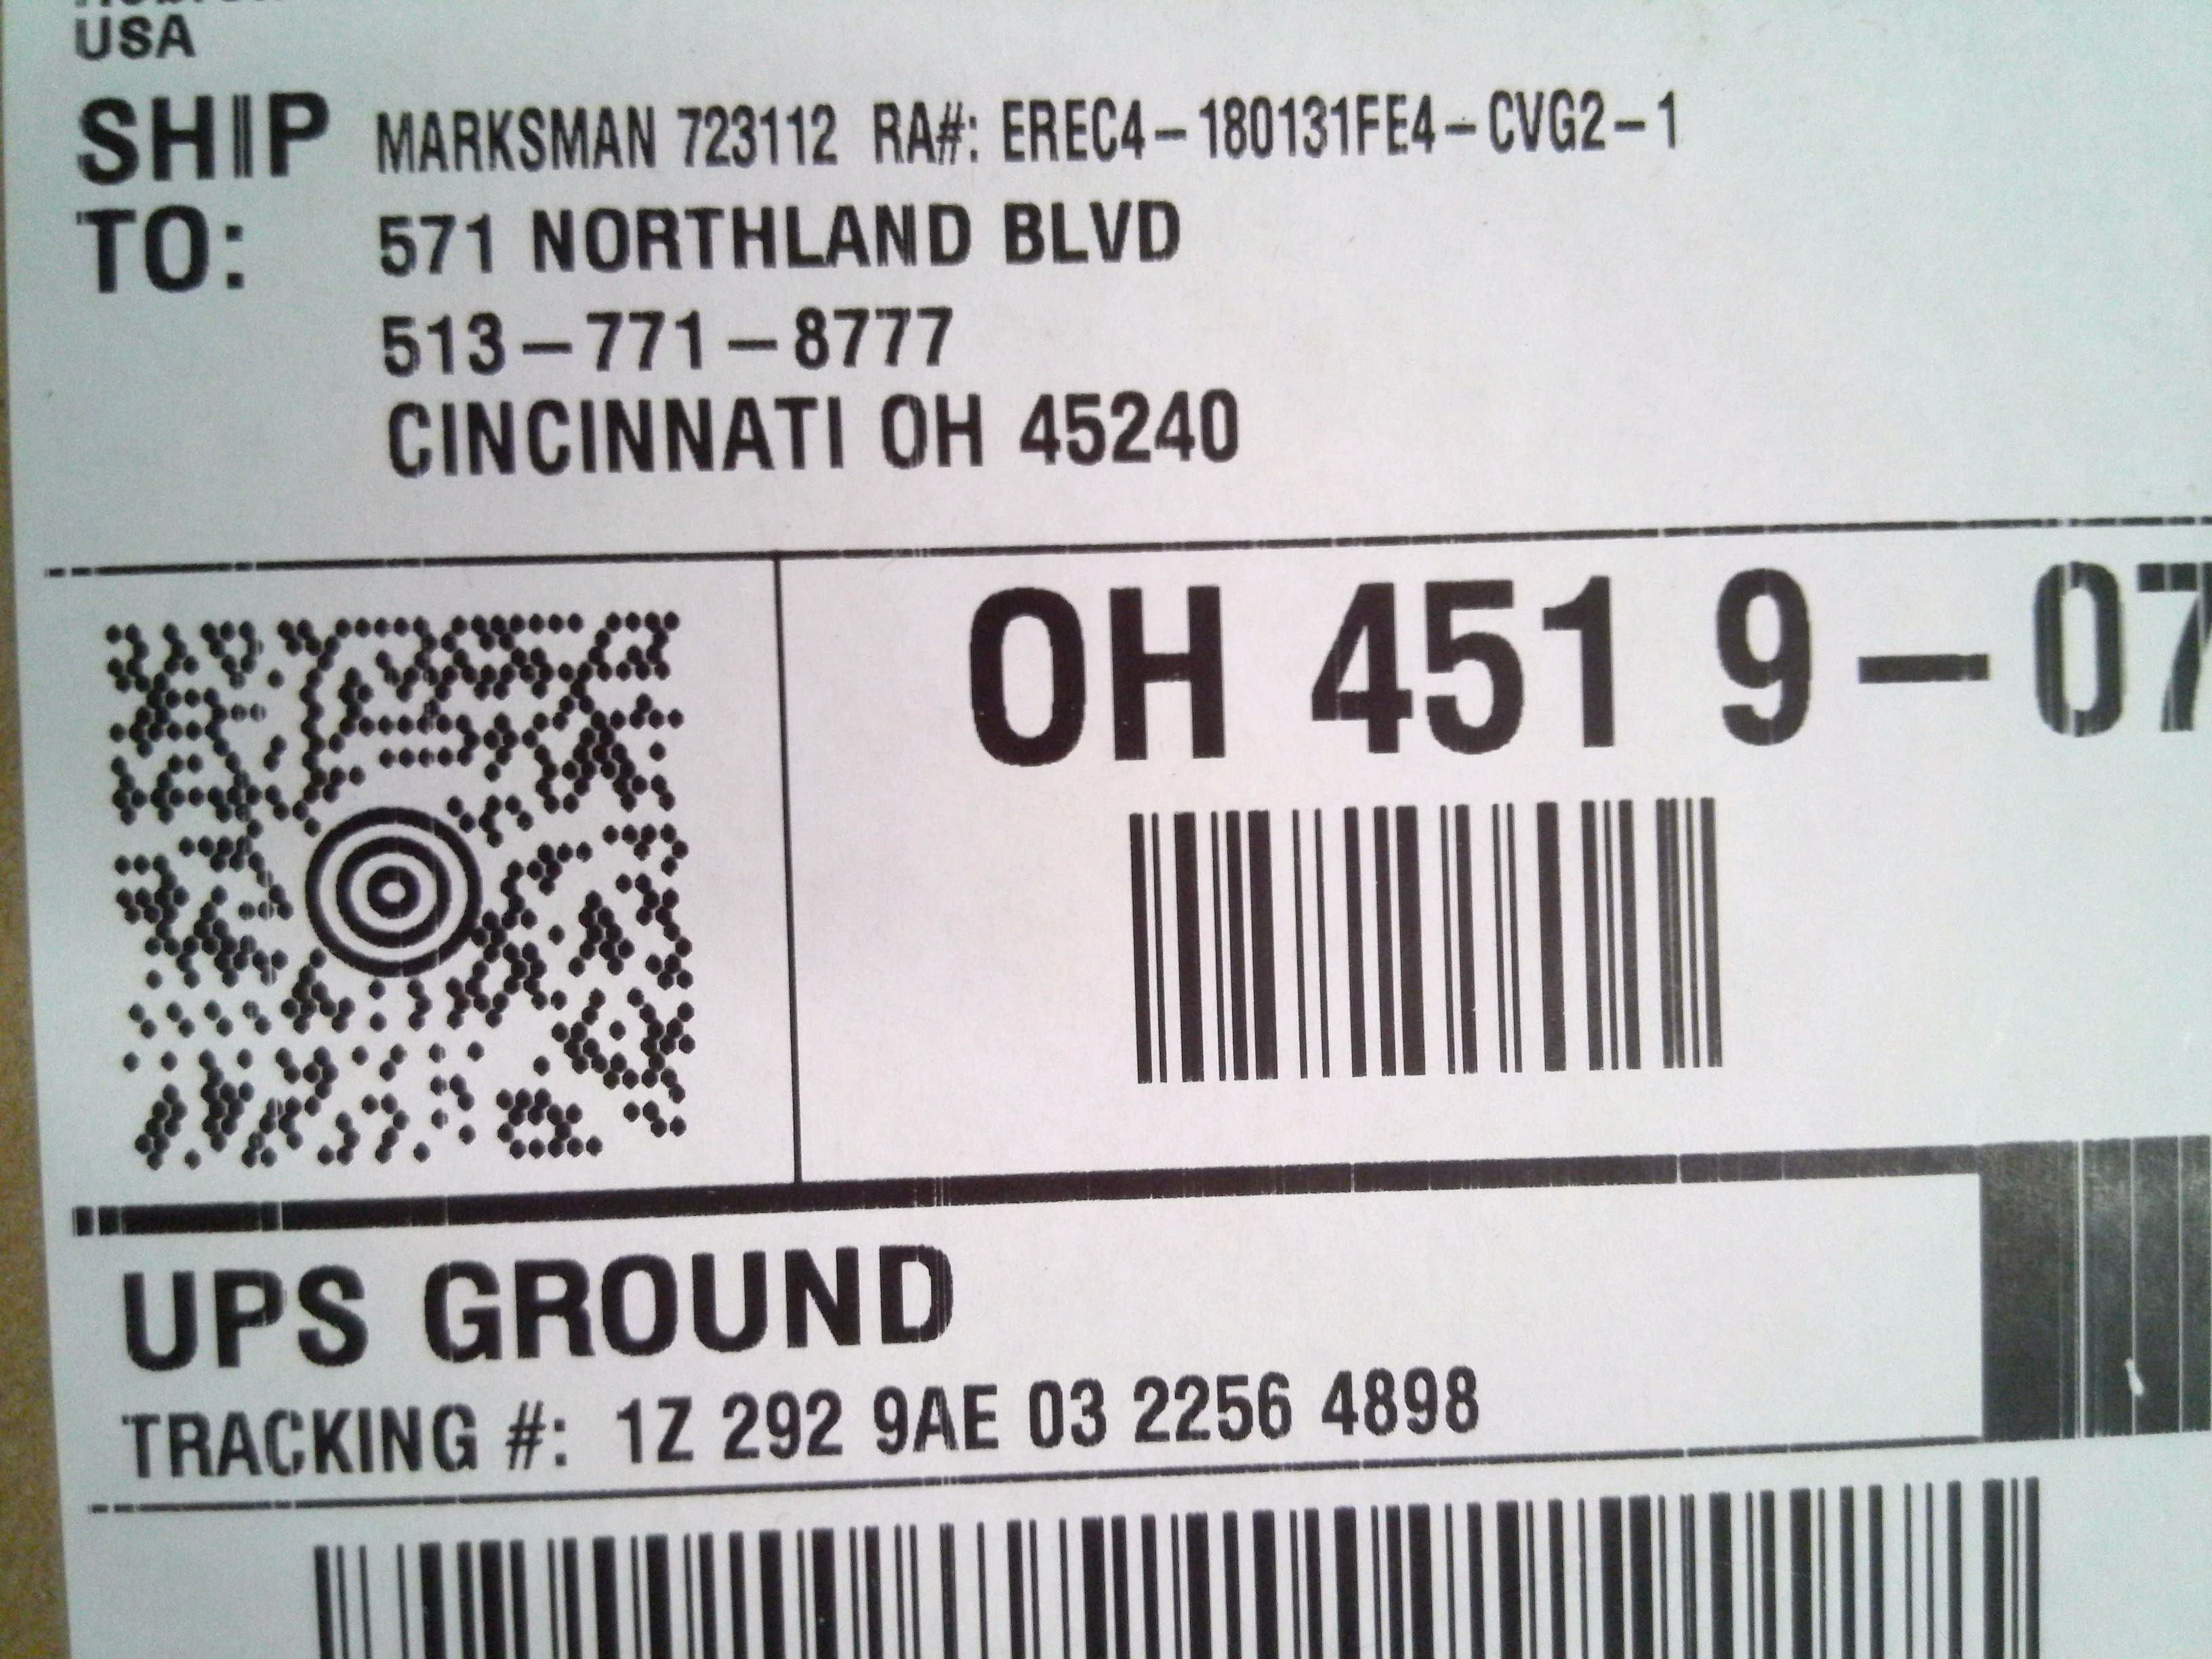 USA
SHIP TO:
MARKSMAN 723112 RA#: EREC4-180131FE4-CVG2-1
571 NORTHLAND BLVD
513-771-8777
CINCINNATI OH 45240
OH 451 9-07
UPS GROUND
TRACKING #: 1Z 292 9AE 03 2256 4898